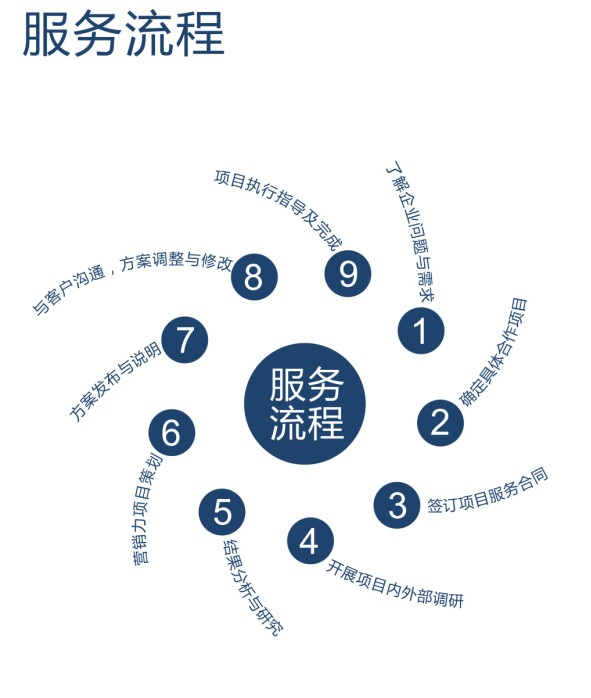 服务流程
服务
流程
1
了解企业问题与需求
2
确定具体合作项目
3
签订项目服务合同
4
开展项目内外部调研
5
结果分析与研究
6
营销力项目策划
7
方案发布与说明
8
与客户沟通，方案调整与修改
9
项目执行指导及完成